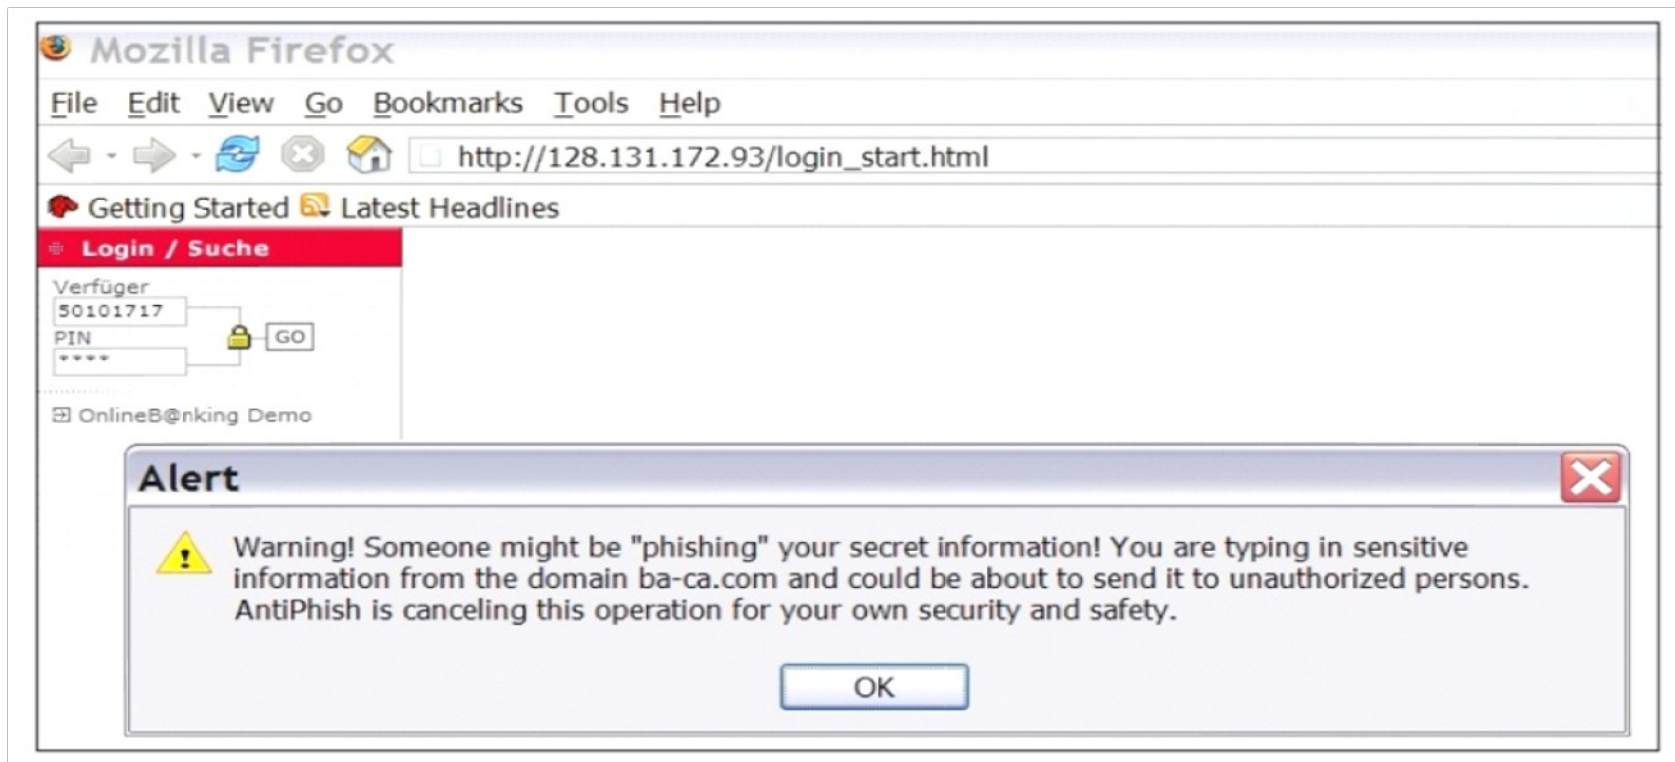 Mozilla Firefox
File Edit View Go Bookmarks Tools Help
http://128.131.172.93/login_start.html
Getting Started Latest Headlines
Login / Suche
Verfüger
50101717
PIN
****
GO
OnlineB@nking Demo
Alert
Warning! Someone might be "phishing" your secret information! You are typing in sensitive
information from the domain ba-ca.com and could be about to send it to unauthorized persons.
AntiPhish is canceling this operation for your own security and safety.
OK